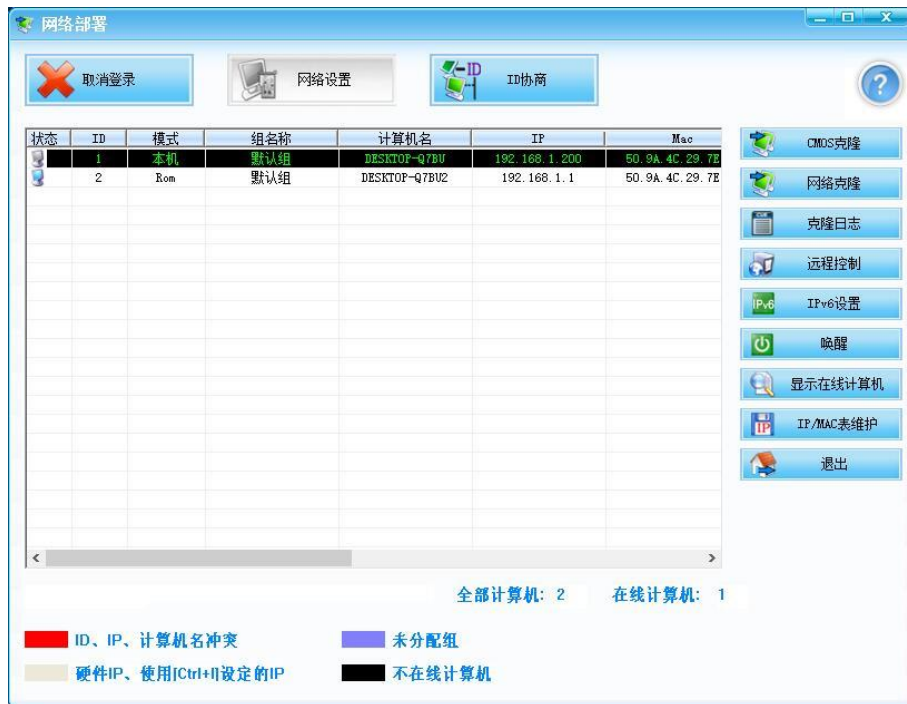 网络部署
取消登录 网络设置 ID协商
状态 ID 模式 组名称 计算机名 IP Mac
1 本机 默认组 DESKTOP-Q7BU 192.168.1.200 50.9A.4C.29.7E
2 Rom 默认组 DESKTOP-Q7BU2 192.168.1.1 50.9A.4C.29.7E
CMOS克隆
网络克隆
克隆日志
远程控制
IPv6 IPv6设置
唤醒
显示在线计算机
IP IP/MAC表维护
退出
全部计算机: 2 在线计算机: 1
ID、IP、计算机名冲突 未分配组
硬件IP、使用[Ctrl+I]设定的IP 不在线计算机